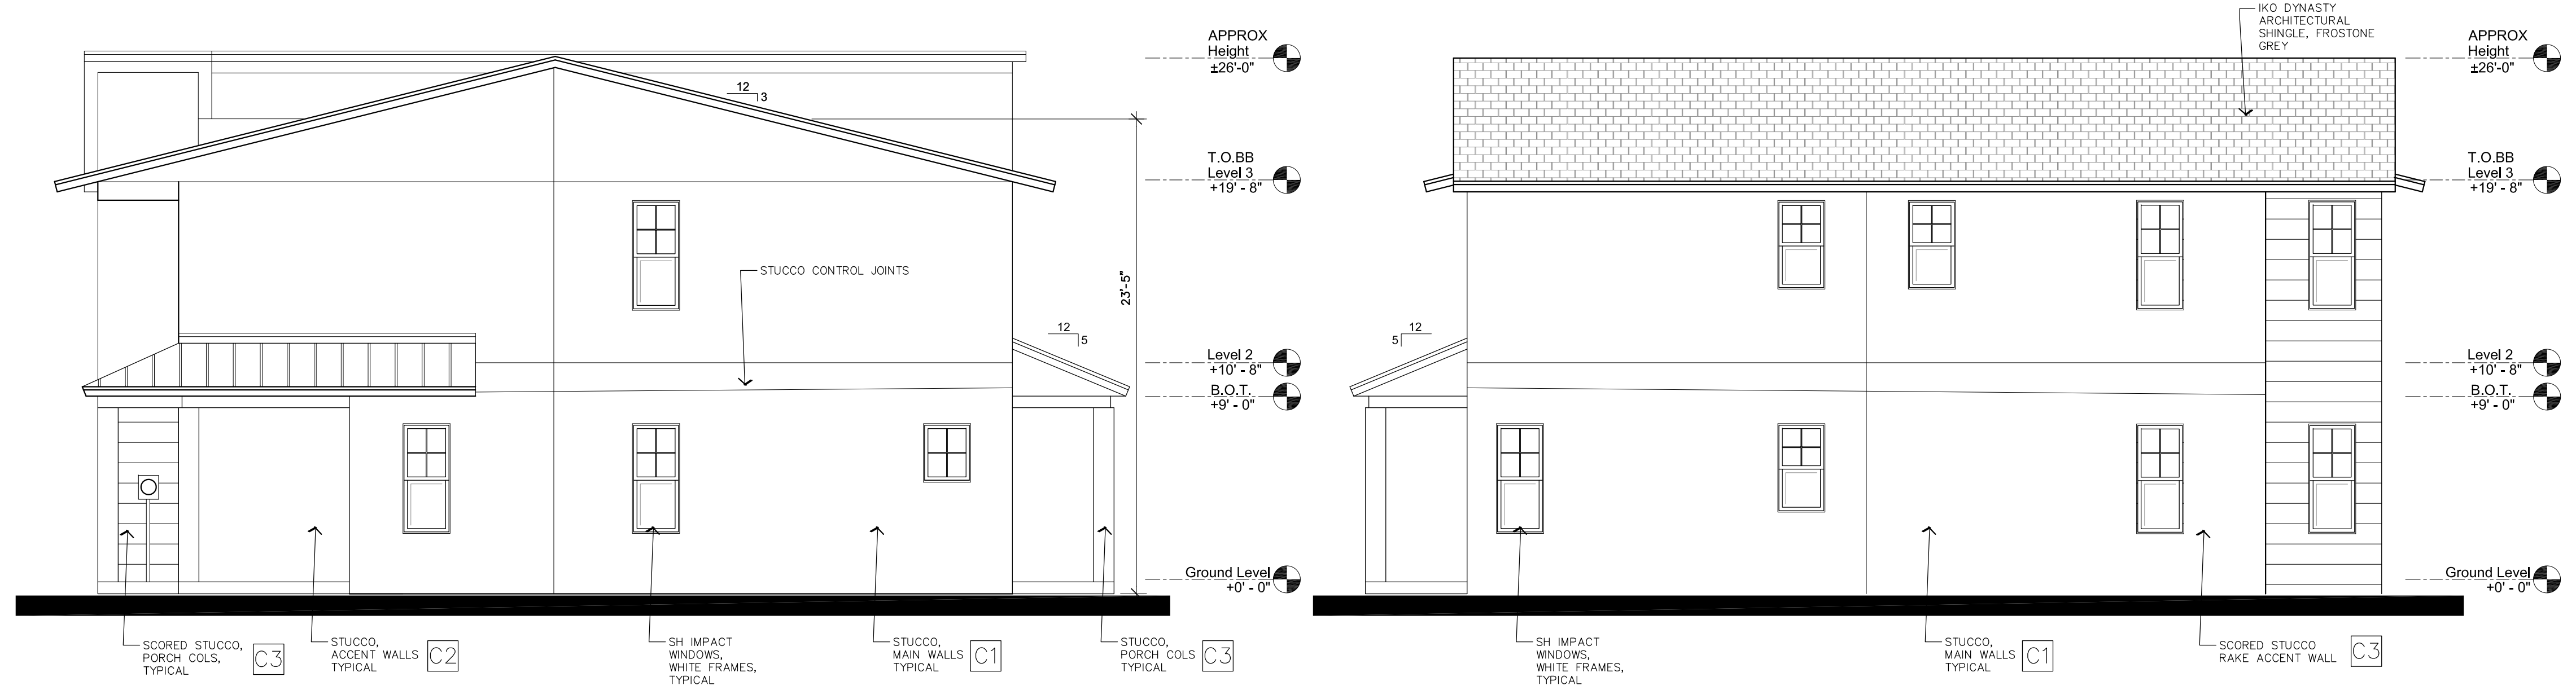 APPROX
Height
±26'-0"
12
3
T.O.BB
Level 3
+19' - 8"
STUCCO CONTROL JOINTS
23'-5"
12
5
Level 2
+10' - 8"
B.O.T.
+9' - 0"
Ground Level
+0' - 0"
SCORED STUCCO,
PORCH COLS,
TYPICAL
C3
STUCCO,
ACCENT WALLS
TYPICAL
C2
SH IMPACT
WINDOWS,
WHITE FRAMES,
TYPICAL
STUCCO,
MAIN WALLS
TYPICAL
C1
STUCCO,
PORCH COLS
TYPICAL
C3
IKO DYNASTY
ARCHITECTURAL
SHINGLE, FROSTONE
GREY
APPROX
Height
±26'-0"
T.O.BB
Level 3
+19' - 8"
12
5
Level 2
+10' - 8"
B.O.T.
+9' - 0"
Ground Level
+0' - 0"
SH IMPACT
WINDOWS,
WHITE FRAMES,
TYPICAL
STUCCO,
MAIN WALLS
TYPICAL
C1
SCORED STUCCO
RAKE ACCENT WALL
C3